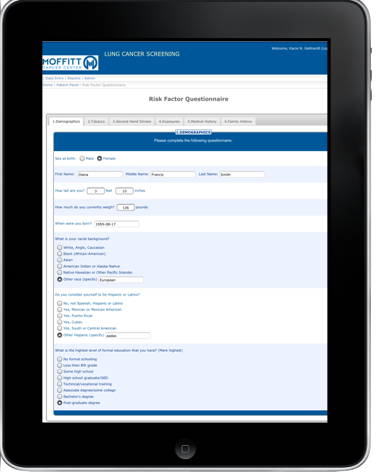 MOFFITT
CANCER CENTER
LUNG CANCER SCREENING
Welcome, Karin N.
Data Entry | Reports | Admin
Home › Patient Panel › Risk Factor Questionnaire
Risk Factor Questionnaire
1.Demographics 2.Tobacco 3.Second Hand Smoke 4.Exposures 5.Medical History 6.Family History
1.DEMOGRAPHICS
Please complete the following questionnaire:
Sex at birth: Male Female
First Name: Diana Middle Name: Francis Last Name: Smith
How tall are you? 5 feet 10 inches
How much do you currently weigh? 126 pounds
When were you born? 1959-08-17
What is your racial background?
White, Anglo, Caucasian
Black (African-American)
Asian
American Indian or Alaska Native
Native Hawaiian or Other Pacific Islander
Other race (specify) European
Do you consider yourself to be Hispanic or Latino?
No, not Spanish, Hispanic or Latino
Yes, Mexican or Mexican American
Yes, Puerto Rican
Yes, Cuban
Yes, South or Central American
Other Hispanic (specify)
What is the highest level of formal education that you have? (Mark highest)
No formal schooling
Less than 8th grade
Some high school
High school graduate/GED
Technical/vocational training
Associate degree/some college
Bachelor's degree
Post-graduate degree